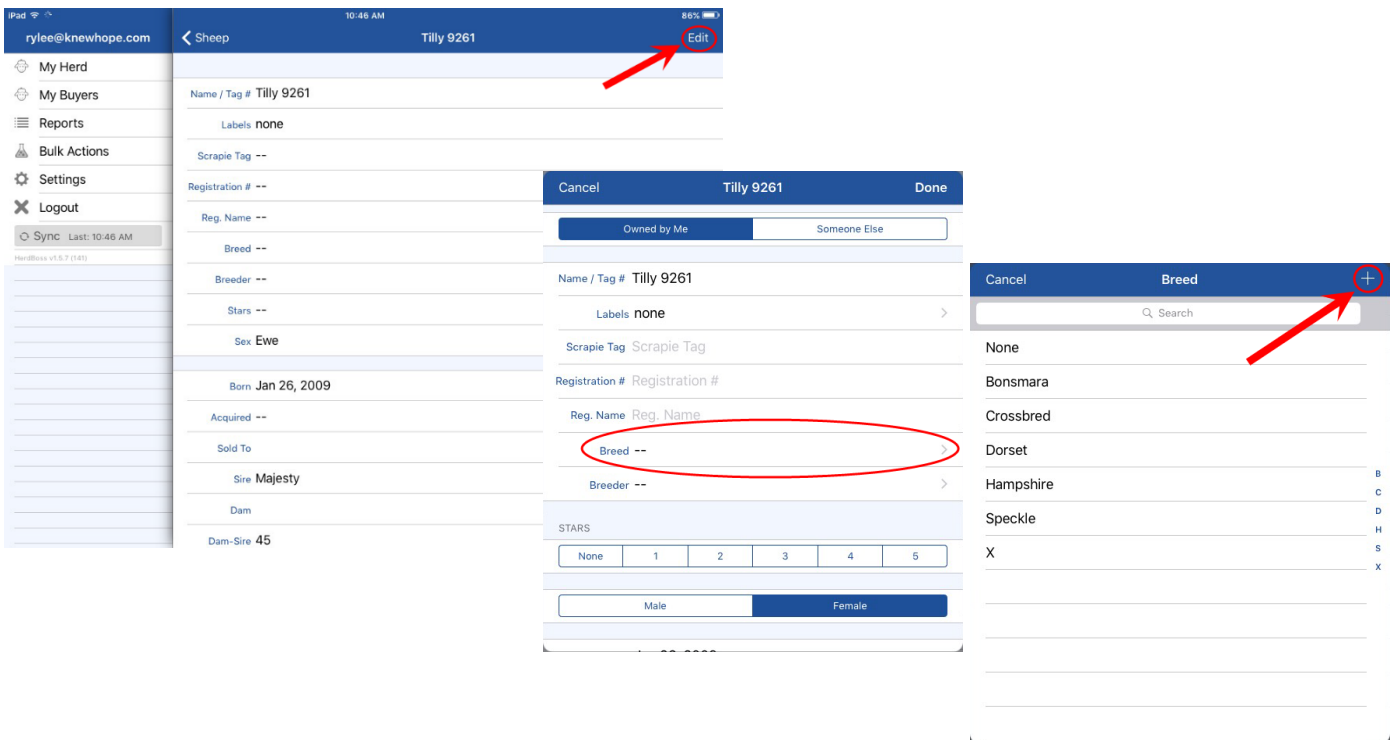 iPad 10:46 AM 86%
rylee@knewhope.com
My Herd
My Buyers
Reports
Bulk Actions
Settings
Logout
Sync Last: 10:46 AM
HerdBoss v1.5.7 (141)
Sheep Tilly 9261 Edit
Name / Tag # Tilly 9261
Labels none
Scrapie Tag --
Registration # --
Reg. Name --
Breed --
Breeder --
Stars --
Sex Ewe
Born Jan 26, 2009
Acquired --
Sold To
Sire Majesty
Dam
Dam-Sire 45
Cancel Tilly 9261 Done
Owned by Me Someone Else
Name / Tag # Tilly 9261
Labels none
Scrapie Tag Scrapie Tag
Registration # Registration #
Reg. Name Reg. Name
Breed --
Breeder --
STARS
None 1 2 3 4 5
Male Female
Cancel Breed +
Search
None
Bonsmara
Crossbred
Dorset
Hampshire
Speckle
X
B
C
D
H
S
X